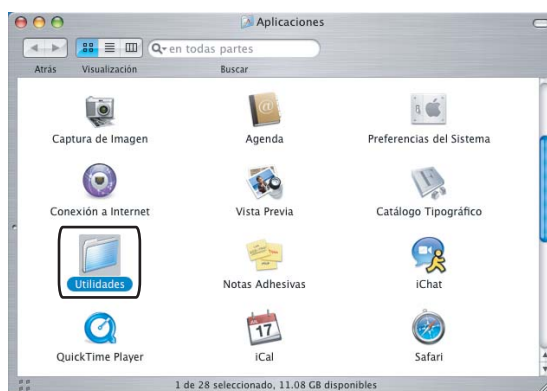 Aplicaciones
en todas partes
Atrás Visualización Buscar
Captura de Imagen Agenda Preferencias del Sistema
Conexión a Internet Vista Previa Catálogo Tipográfico
Utilidades Notas Adhesivas iChat
17
QuickTime Player iCal Safari
1 de 28 seleccionado, 11.08 GB disponibles